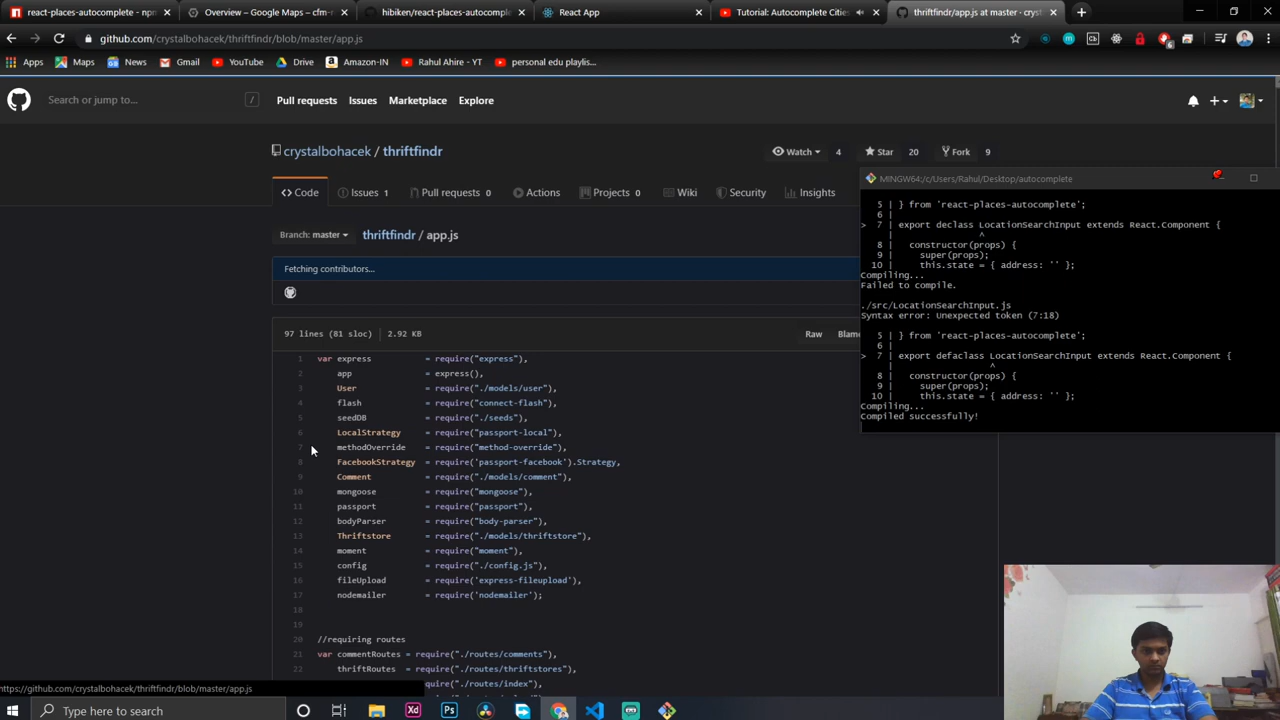 react-places-autocomplete - npm
Overview – Google Maps – cfm-r
hibiken/react-places-autocomple
React App
Tutorial: Autocomplete Cities
thriftfindr/app.js at master · crys
github.com/crystalbohacek/thriftfindr/blob/master/app.js
Apps Maps News Gmail YouTube Drive Amazon-IN Rahul Ahire - YT personal edu playlis...
Search or jump to... /
Pull requests Issues Marketplace Explore
crystalbohacek / thriftfindr
Watch 4 Star 20 Fork 9
Code Issues 1 Pull requests 0 Actions Projects 0 Wiki Security Insights
Branch: master thriftfindr / app.js
Fetching contributors...
97 lines (81 sloc) 2.92 KB
Raw Blame
1 var express = require("express"),
2 app = express(),
3 User = require("./models/user"),
4 flash = require("connect-flash"),
5 seedDB = require("./seeds"),
6 LocalStrategy = require("passport-local"),
7 methodOverride = require("method-override"),
8 FacebookStrategy = require('passport-facebook').Strategy,
9 Comment = require("./models/comment"),
10 mongoose = require("mongoose"),
11 passport = require("passport"),
12 bodyParser = require("body-parser"),
13 Thriftstore = require("./models/thriftstore"),
14 moment = require("moment"),
15 config = require("./config.js"),
16 fileUpload = require('express-fileupload'),
17 nodemailer = require('nodemailer');
18
19
20 //requiring routes
21 var commentRoutes = require("./routes/comments"),
22 thriftRoutes = require("./routes/thriftstores"),
= require("./routes/index"),
https://github.com/crystalbohacek/thriftfindr/blob/master/app.js
MINGW64:/c/Users/Rahul/Desktop/autocomplete
5 | } from 'react-places-autocomplete';
6 |
> 7 | export declass LocationSearchInput extends React.Component {
| ^
8 | constructor(props) {
9 | super(props);
10 | this.state = { address: '' };
Compiling...
Failed to compile.
./src/LocationSearchInput.js
Syntax error: Unexpected token (7:18)
5 | } from 'react-places-autocomplete';
6 |
> 7 | export defaclass LocationSearchInput extends React.Component {
| ^
8 | constructor(props) {
9 | super(props);
10 | this.state = { address: '' };
Compiling...
Compiled successfully!
Type here to search